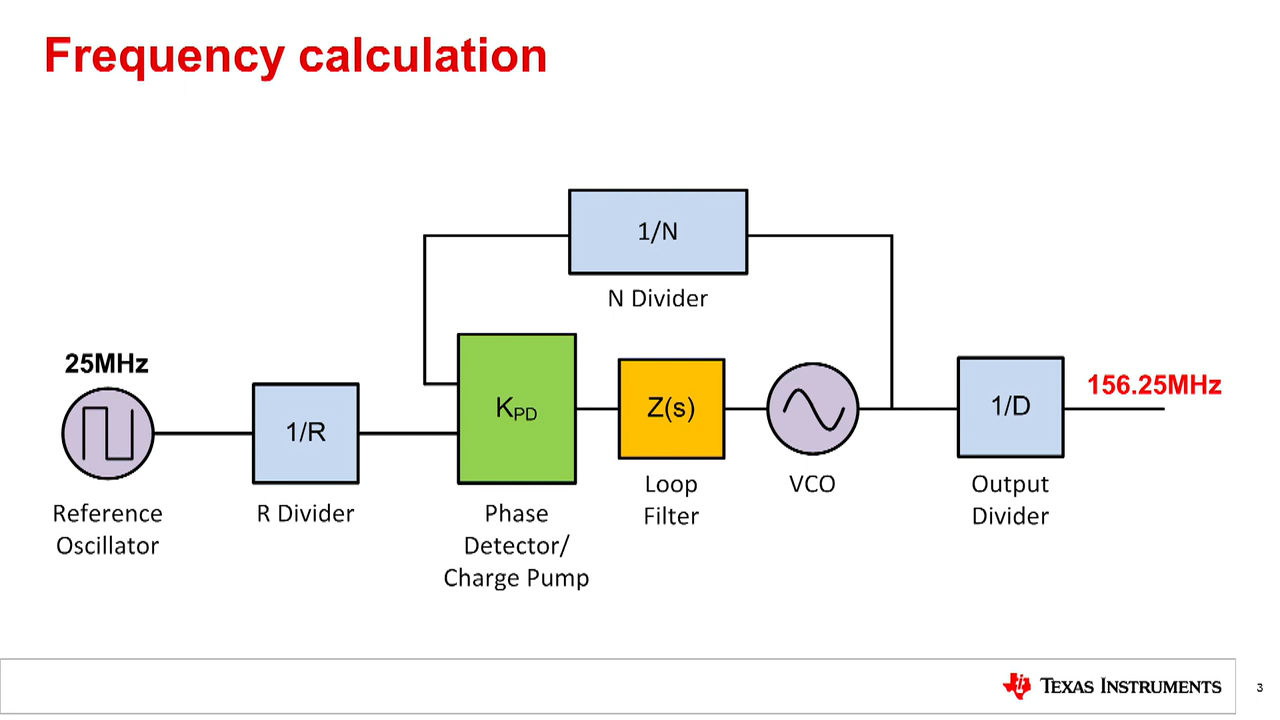 Frequency calculation
1/N
N Divider
25MHz
156.25MHz
1/R
K_PD
Z(s)
1/D
Reference
Oscillator
R Divider
Phase
Detector/
Charge Pump
Loop
Filter
VCO
Output
Divider
TEXAS INSTRUMENTS
3